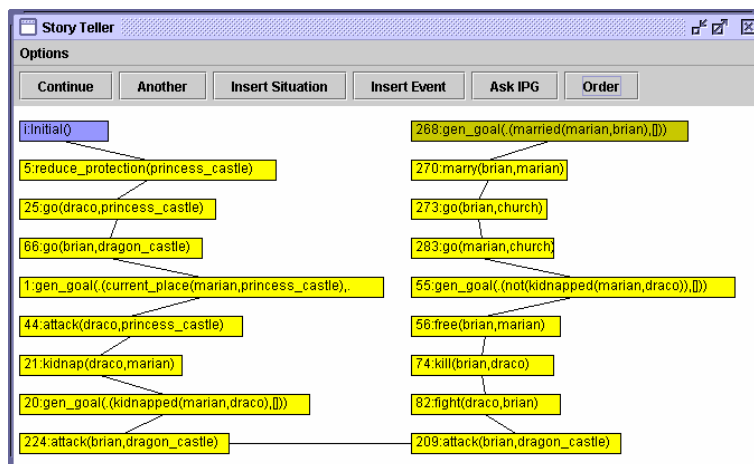 Story Teller
Options
Continue Another Insert Situation Insert Event Ask IPG Order
i:Initial()
5:reduce_protection(princess_castle)
25:go(draco,princess_castle)
66:go(brian,dragon_castle)
1:gen_goal(.(current_place(marian,princess_castle),.
44:attack(draco,princess_castle)
21:kidnap(draco,marian)
20:gen_goal(.(kidnapped(marian,draco),[]))
224:attack(brian,dragon_castle)
268:gen_goal(.(married(marian,brian),[]))
270:marry(brian,marian)
273:go(brian,church)
283:go(marian,church)
55:gen_goal(.(not(kidnapped(marian,draco)),[]))
56:free(brian,marian)
74:kill(brian,draco)
82:fight(draco,brian)
209:attack(brian,dragon_castle)